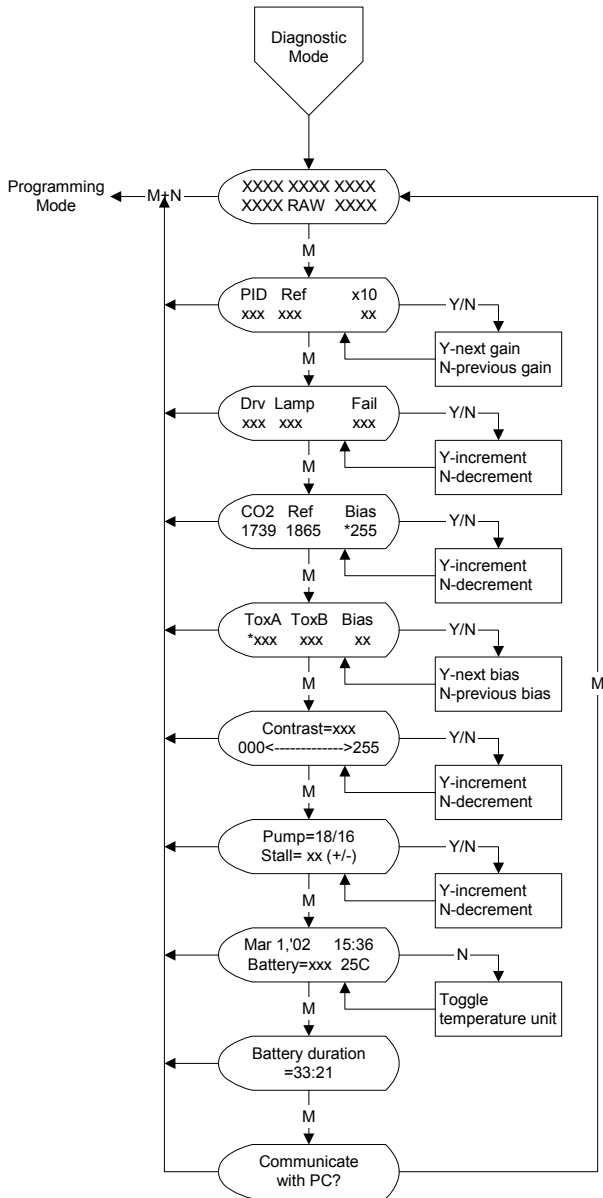 Diagnostic
Mode
Programming
Mode
M+N
XXXX XXXX XXXX
XXXX RAW XXXX
M
PID Ref x10
xxx xxx xx
Y/N
Y-next gain
N-previous gain
M
Drv Lamp Fail
xxx xxx xxx
Y/N
Y-increment
N-decrement
M
CO2 Ref Bias
1739 1865 *255
Y/N
Y-increment
N-decrement
M
ToxA ToxB Bias
*xxx xxx xx
Y/N
Y-next bias
N-previous bias
M
M
Contrast=xxx
000<------------->255
Y/N
Y-increment
N-decrement
M
Pump=18/16
Stall= xx (+/-)
Y/N
Y-increment
N-decrement
M
Mar 1,'02 15:36
Battery=xxx 25C
N
Toggle
temperature unit
M
Battery duration
=33:21
M
Communicate
with PC?